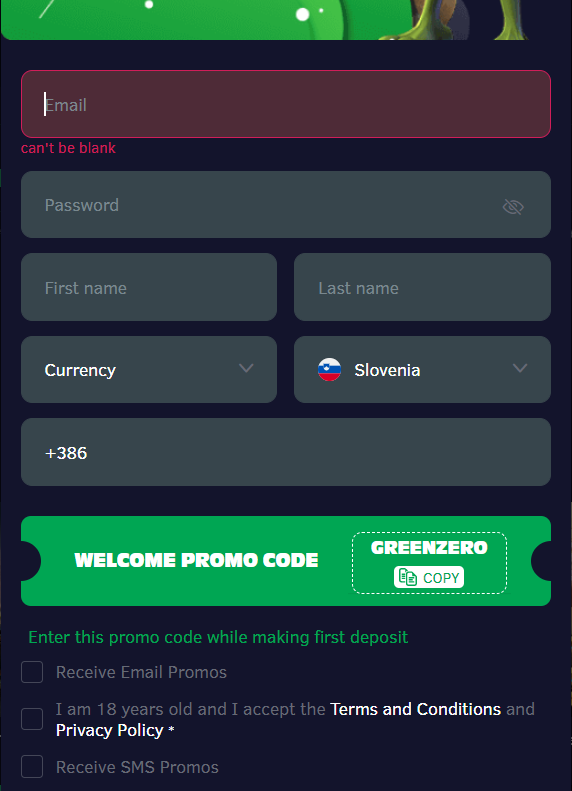 Email
can't be blank
Password
First name
Last name
Currency
Slovenia
+386
WELCOME PROMO CODE
GREENZERO
COPY
Enter this promo code while making first deposit
Receive Email Promos
I am 18 years old and I accept the Terms and Conditions and
Privacy Policy *
Receive SMS Promos